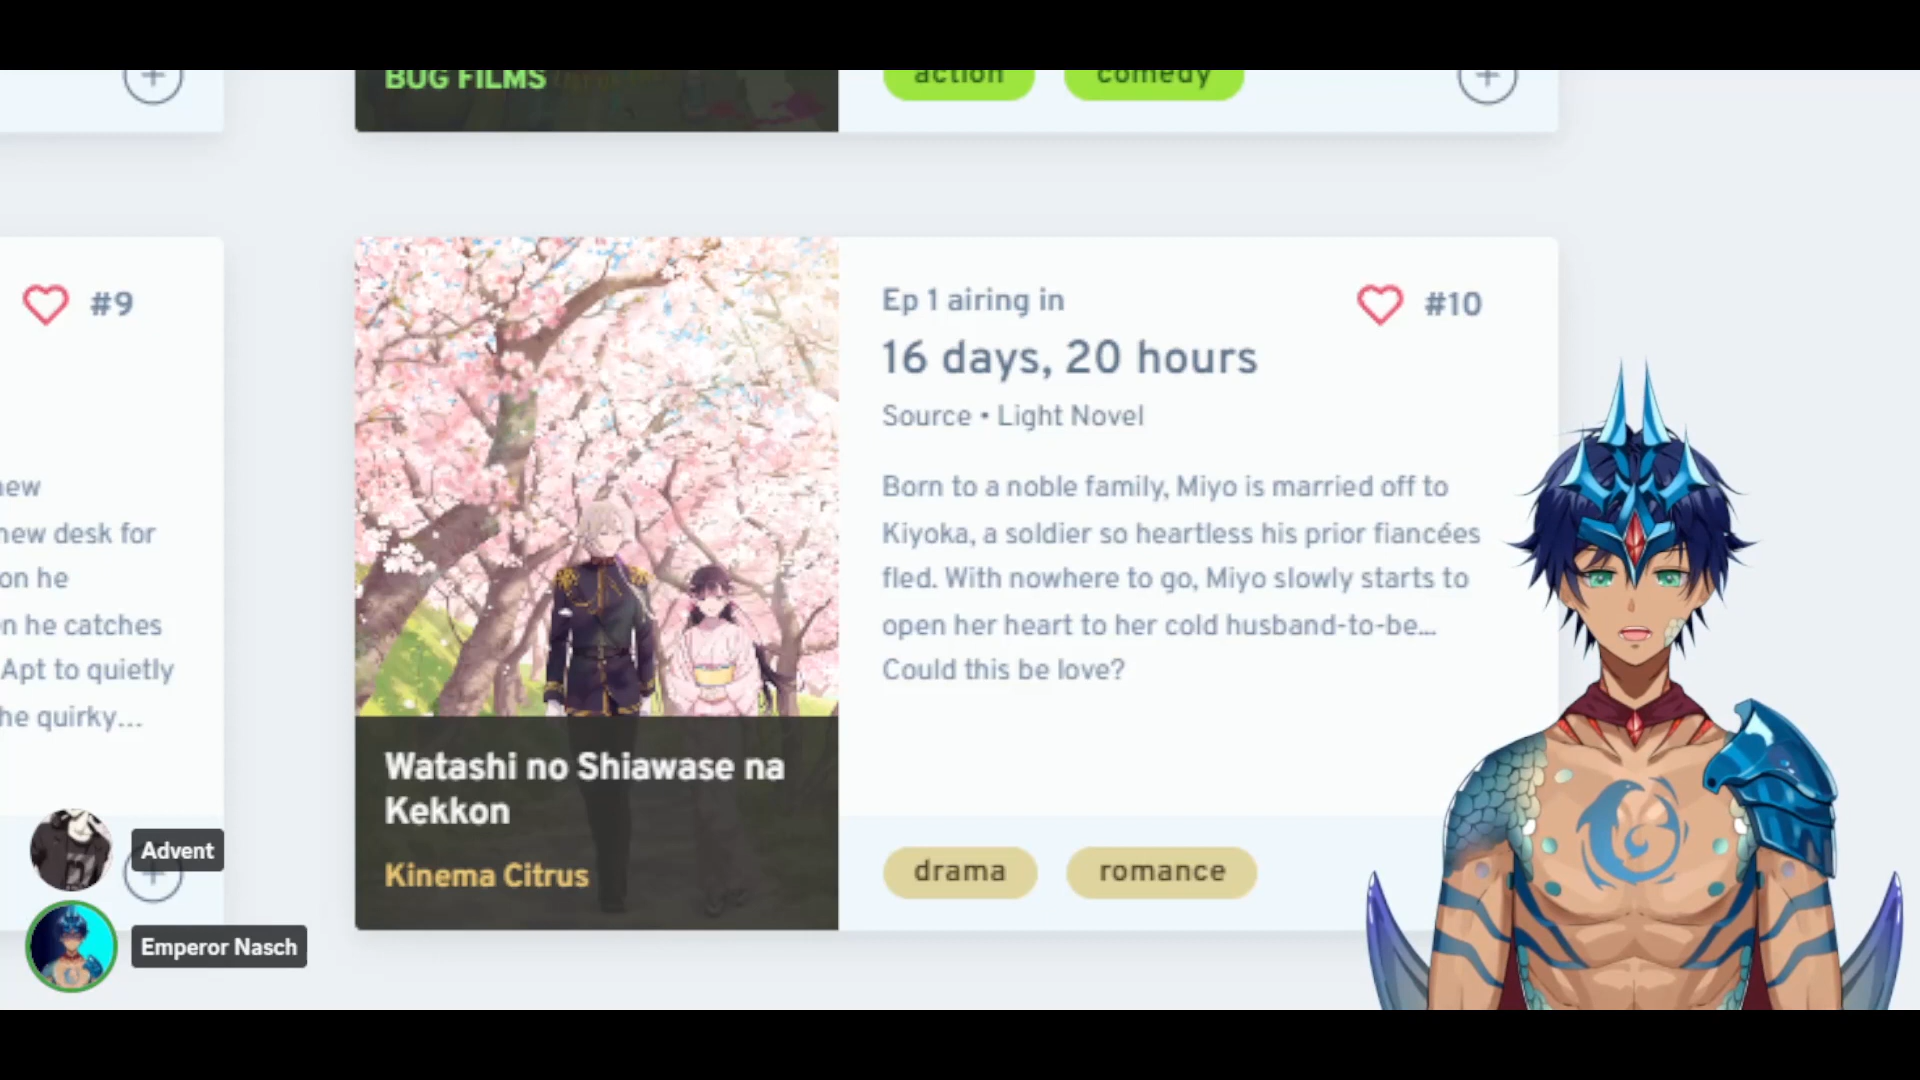 BUG FILMS
action
comedy
#9
new
new desk for
on he
n he catches
Apt to quietly
he quirky...
Ep 1 airing in
#10
16 days, 20 hours
Source • Light Novel
Born to a noble family, Miyo is married off to
Kiyoka, a soldier so heartless his prior fiancées
fled. With nowhere to go, Miyo slowly starts to
open her heart to her cold husband-to-be...
Could this be love?
Watashi no Shiawase na
Kekkon
Kinema Citrus
drama
romance
Advent
Emperor Nasch